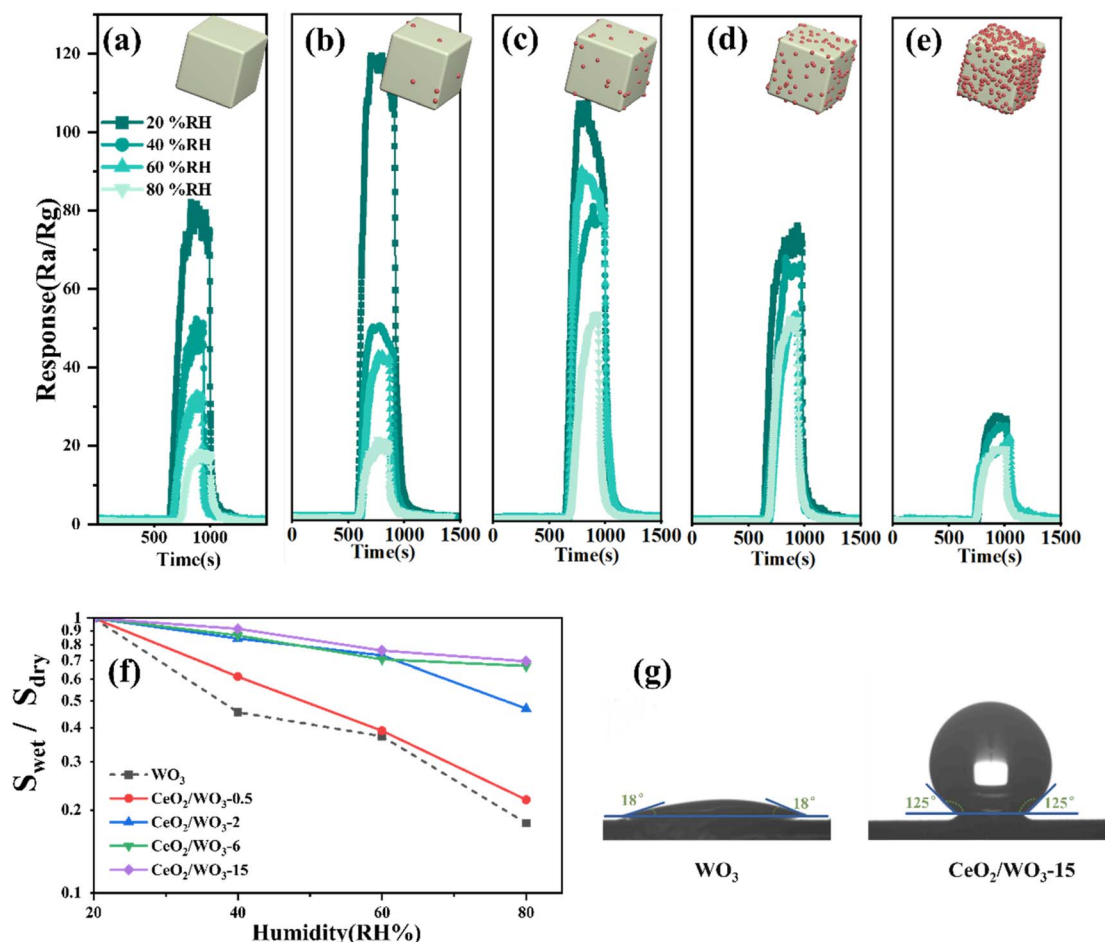 (a)
(b)
(c)
(d)
(e)
20 %RH
40 %RH
60 %RH
80 %RH
Response(Ra/Rg)
120
100
80
60
40
20
0
500 1000
0 500 1000 1500
0 500 1000 1500
0 500 1000 1500
0 500 1000 1500
Time(s)
Time(s)
Time(s)
Time(s)
Time(s)
(f)
S_wet / S_dry
1
0.9
0.8
0.7
0.6
0.5
0.4
0.3
0.2
0.1
WO₃
CeO₂/WO₃-0.5
CeO₂/WO₃-2
CeO₂/WO₃-6
CeO₂/WO₃-15
20 40 60 80
Humidity(RH%)
(g)
18° 18°
WO₃
125° 125°
CeO₂/WO₃-15